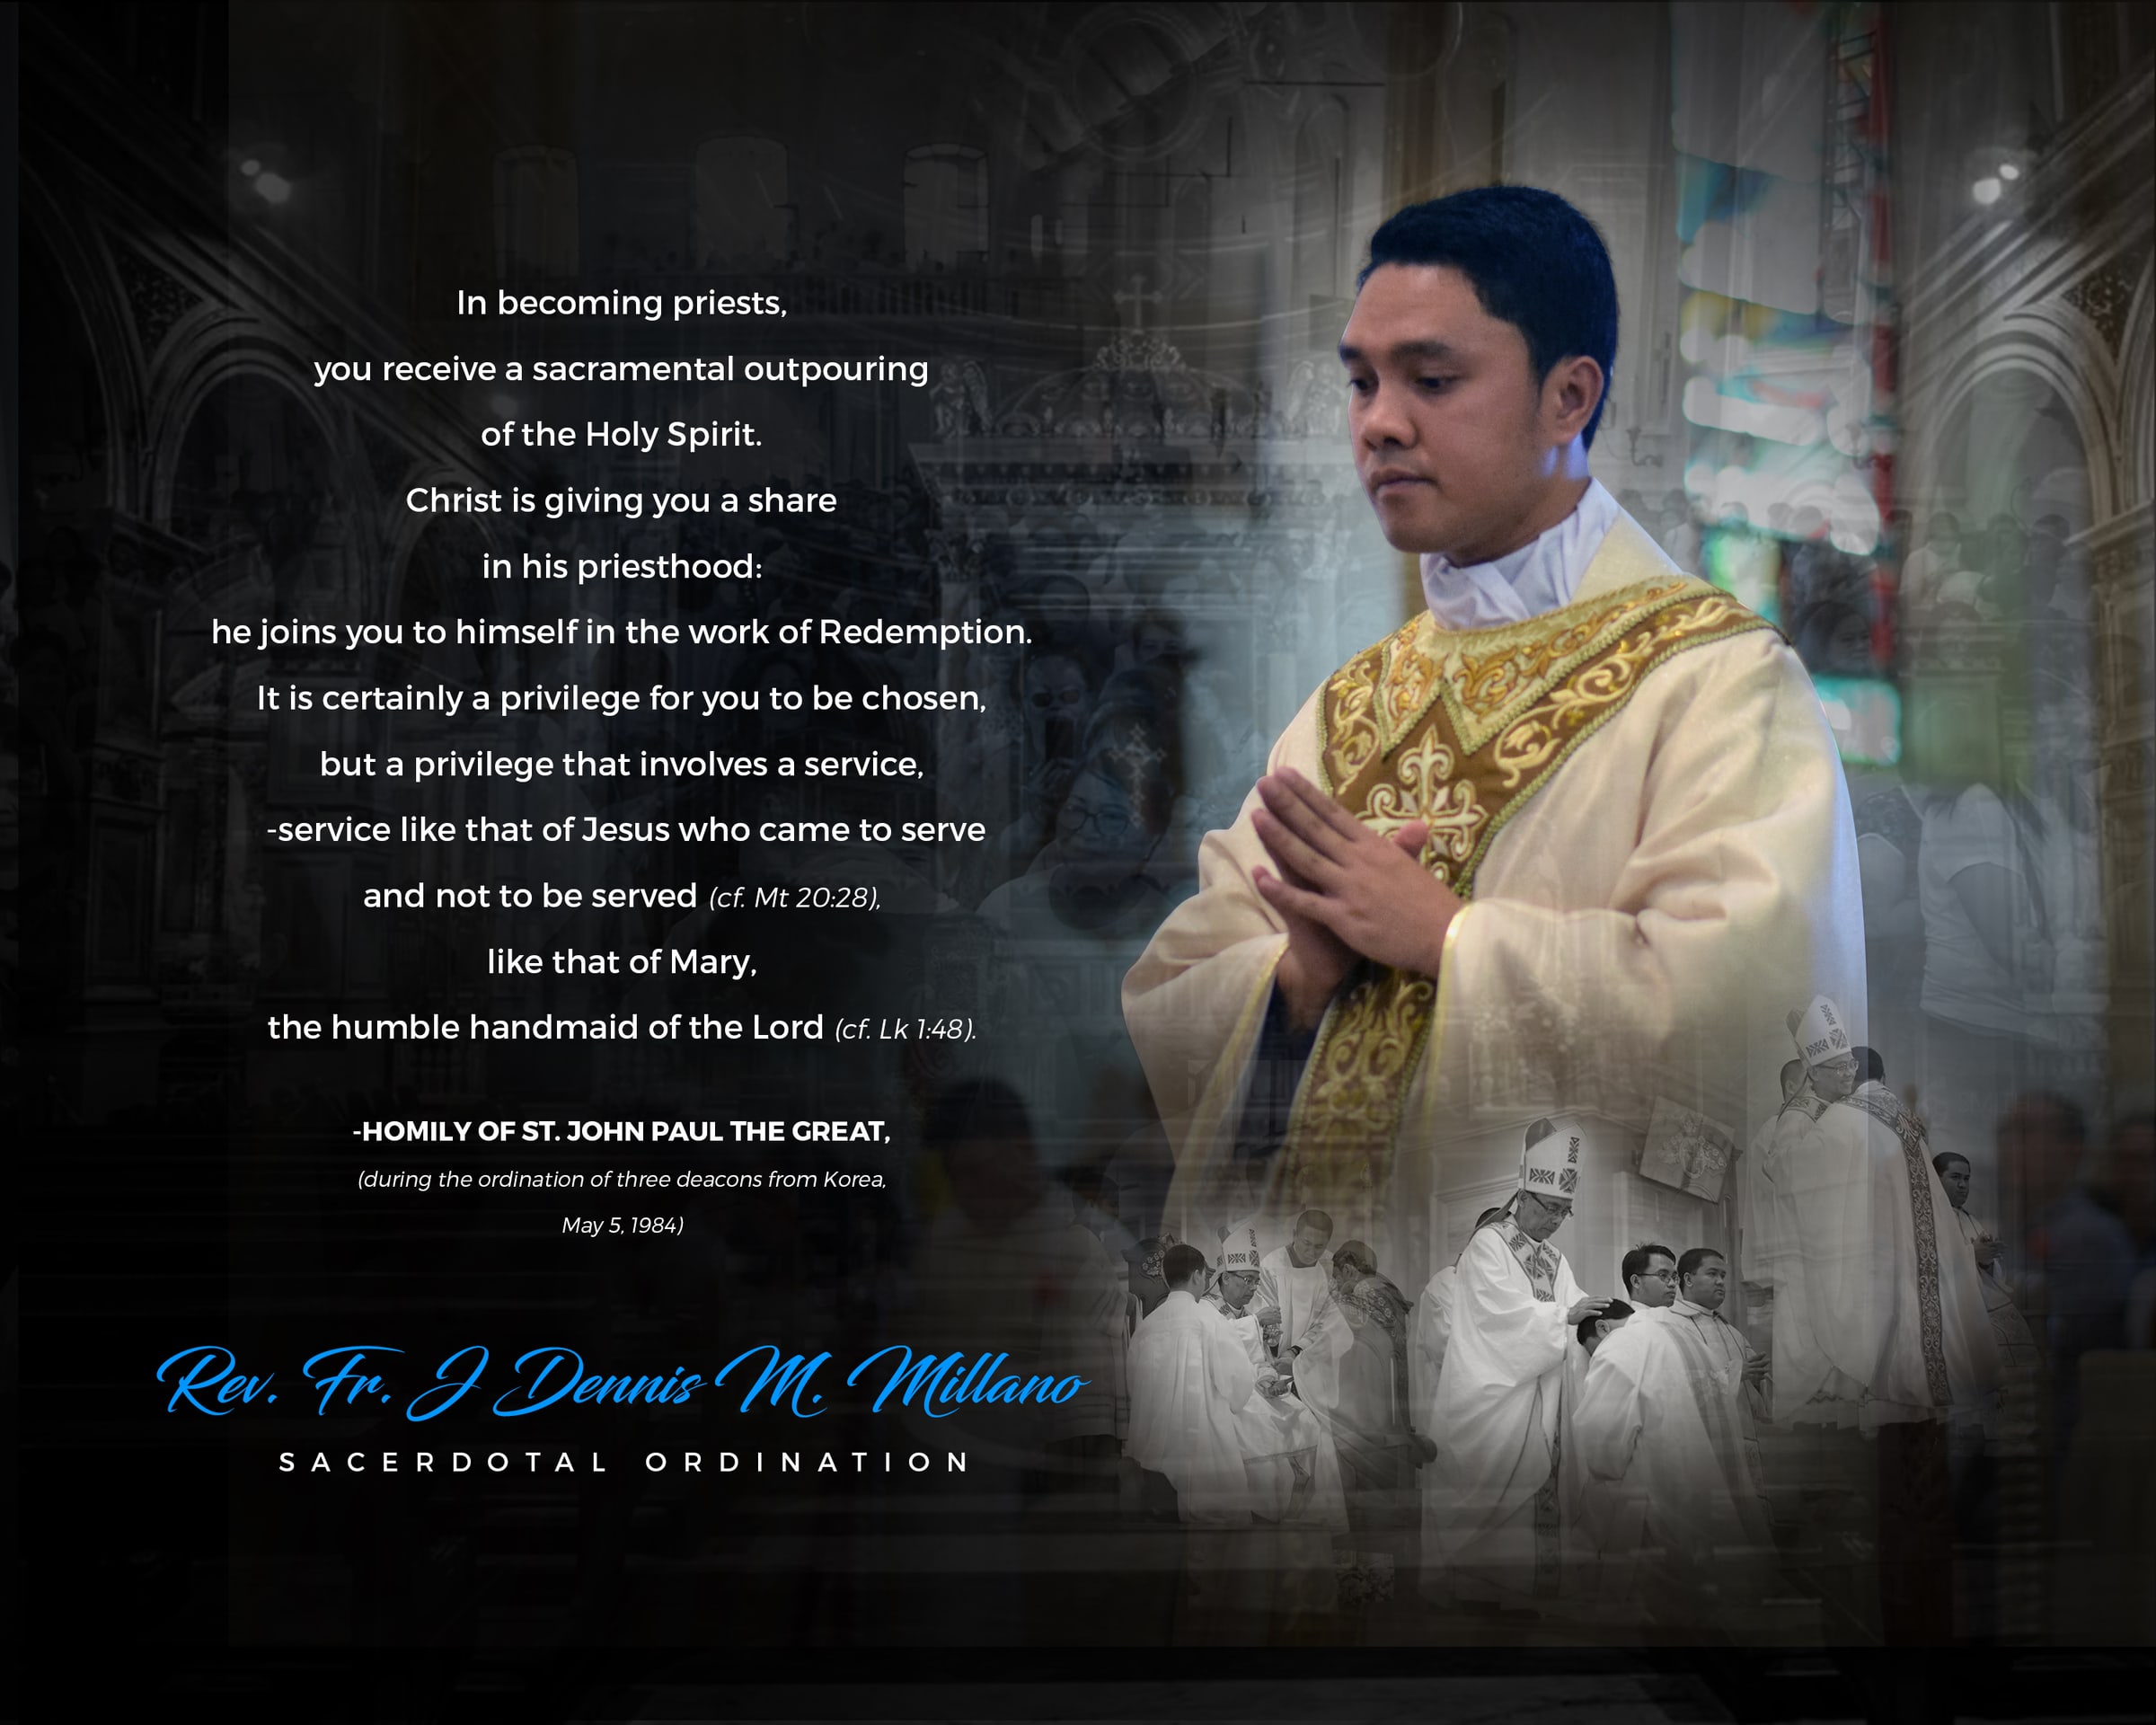 In becoming priests,
you receive a sacramental outpouring
of the Holy Spirit.
Christ is giving you a share
in his priesthood:
he joins you to himself in the work of Redemption.
It is certainly a privilege for you to be chosen,
but a privilege that involves a service,
-service like that of Jesus who came to serve
and not to be served (cf. Mt 20:28),
like that of Mary,
the humble handmaid of the Lord (cf. Lk 1:48).
-HOMILY OF ST. JOHN PAUL THE GREAT,
(during the ordination of three deacons from Korea,
May 5, 1984)
Rev. Fr. J Dennis M. Millano
SACERDOTAL ORDINATION